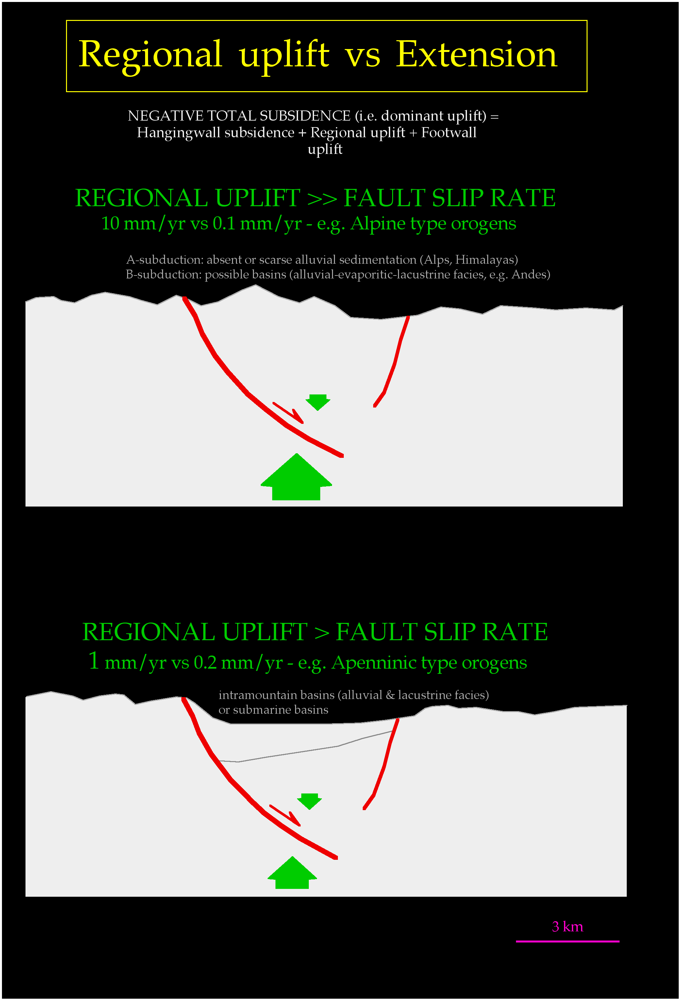 Regional uplift vs Extension
NEGATIVE TOTAL SUBSIDENCE (i.e. dominant uplift) =
Hangingwall subsidence + Regional uplift + Footwall
uplift
REGIONAL UPLIFT >> FAULT SLIP RATE
10 mm/yr vs 0.1 mm/yr - e.g. Alpine type orogens
A-subduction: absent or scarse alluvial sedimentation (Alps, Himalayas)
B-subduction: possible basins (alluvial-evaporitic-lacustrine facies, e.g. Andes)
REGIONAL UPLIFT > FAULT SLIP RATE
1 mm/yr vs 0.2 mm/yr - e.g. Apenninic type orogens
intramountain basins (alluvial & lacustrine facies)
or submarine basins
3 km